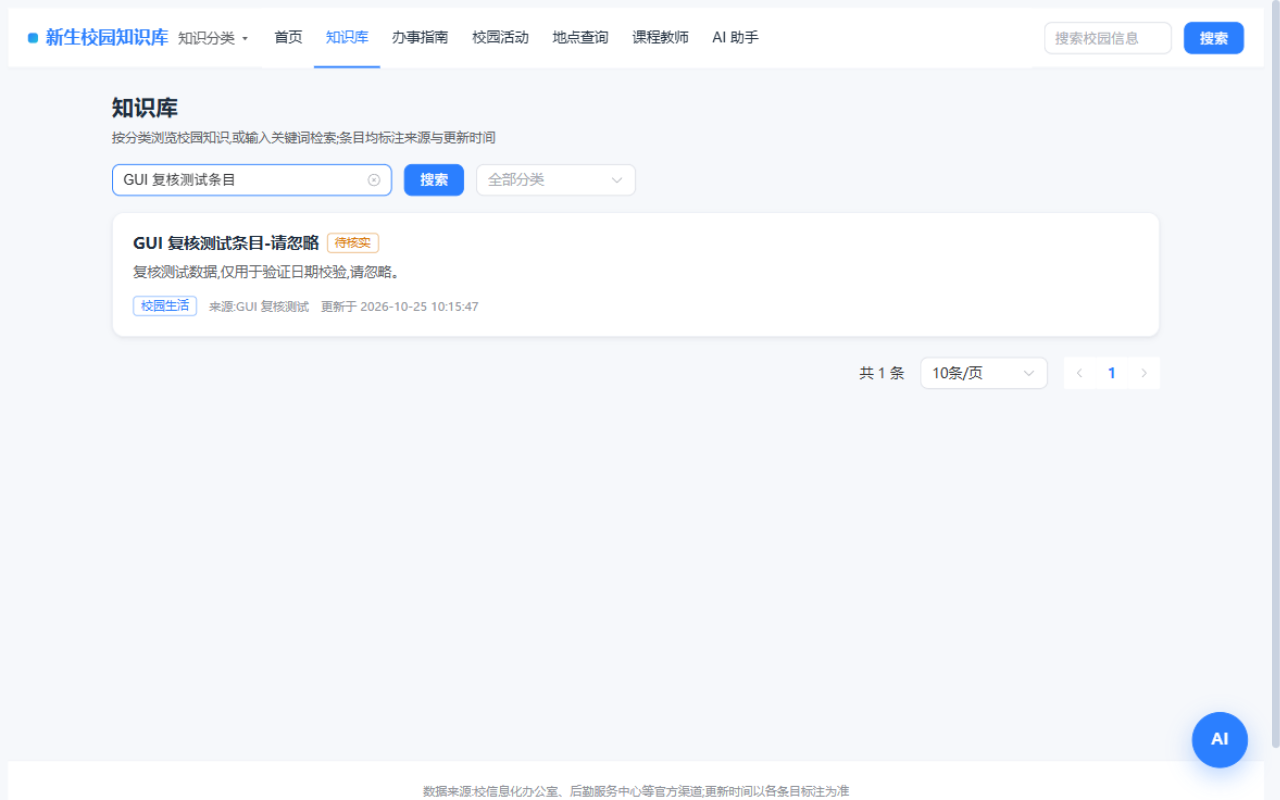 新生校园知识库 知识分类 首页 知识库 办事指南 校园活动 地点查询 课程教师 AI 助手 搜索校园信息 搜索
知识库
按分类浏览校园知识,或输入关键词检索;条目均标注来源与更新时间
GUI 复核测试条目 搜索 全部分类
GUI 复核测试条目-请忽略 待核实
复核测试数据,仅用于验证日期校验,请忽略。
校园生活 来源:GUI 复核测试 更新于 2026-10-25 10:15:47
共 1 条 10条/页 1
AI
数据来源:校信息化办公室、后勤服务中心等官方渠道;更新时间以各条目标注为准